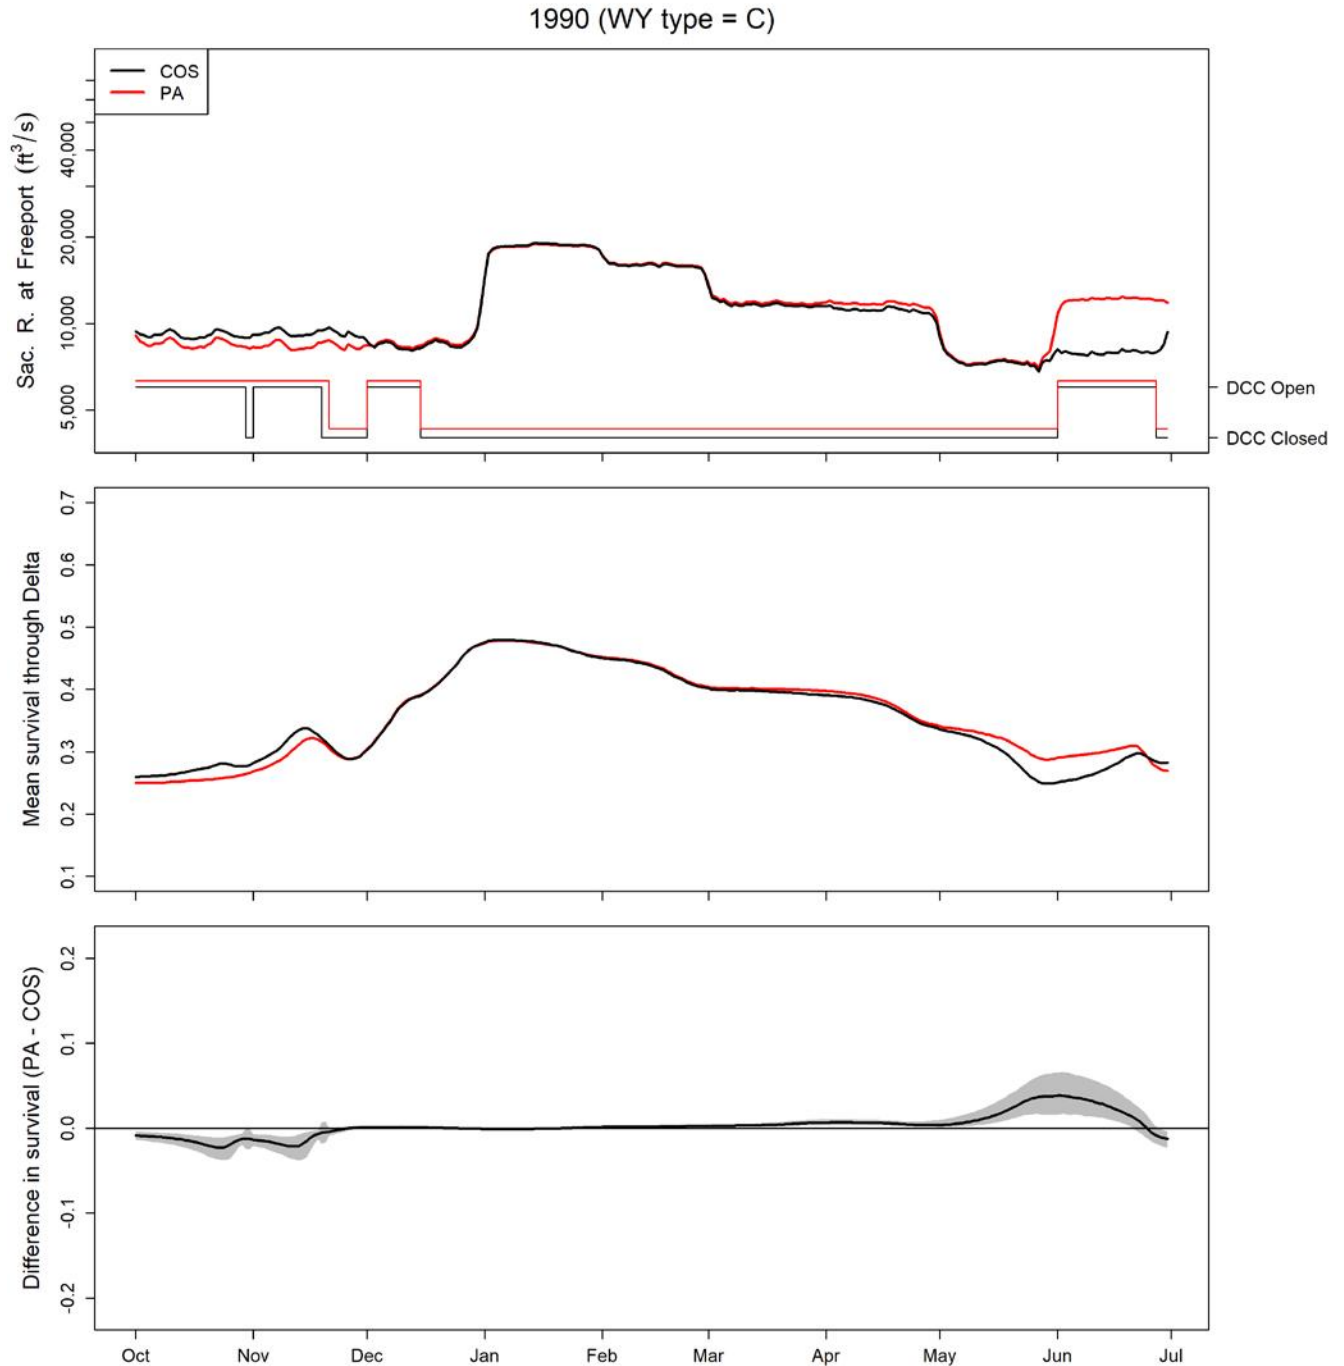 1990 (WY type = C)
COS
PA
Sac. R. at Freeport (ft³/s)
40,000
20,000
10,000
5,000
DCC Open
DCC Closed
Mean survival through Delta
0.7
0.6
0.5
0.4
0.3
0.2
0.1
Difference in survival (PA - COS)
0.2
0.1
0.0
-0.1
-0.2
Oct Nov Dec Jan Feb Mar Apr May Jun Jul